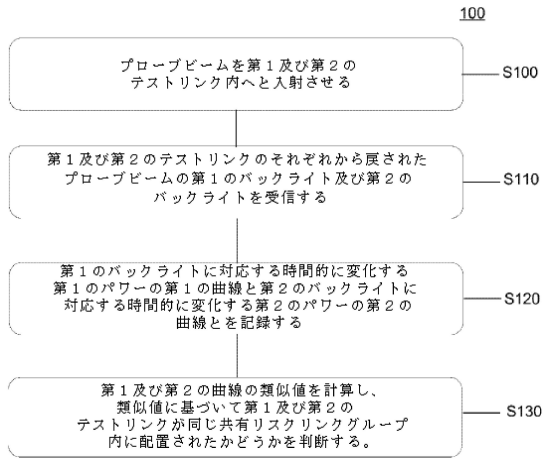 100
プローブビームを第1及び第2の
テストリンク内へと入射させる
S100
第1及び第2のテストリンクのそれぞれから戻された
プローブビームの第1のバックライト及び第2の
バックライトを受信する
S110
第1のバックライトに対応する時間的に変化する
第1のパワーの第1の曲線と第2のバックライトに
対応する時間的に変化する第2のパワーの第2の
曲線とを記録する
S120
第1及び第2の曲線の類似値を計算し、
類似値に基づいて第1及び第2の
テストリンクが同じ共有リスクリンクグループ
内に配置されたかどうかを判断する。
S130